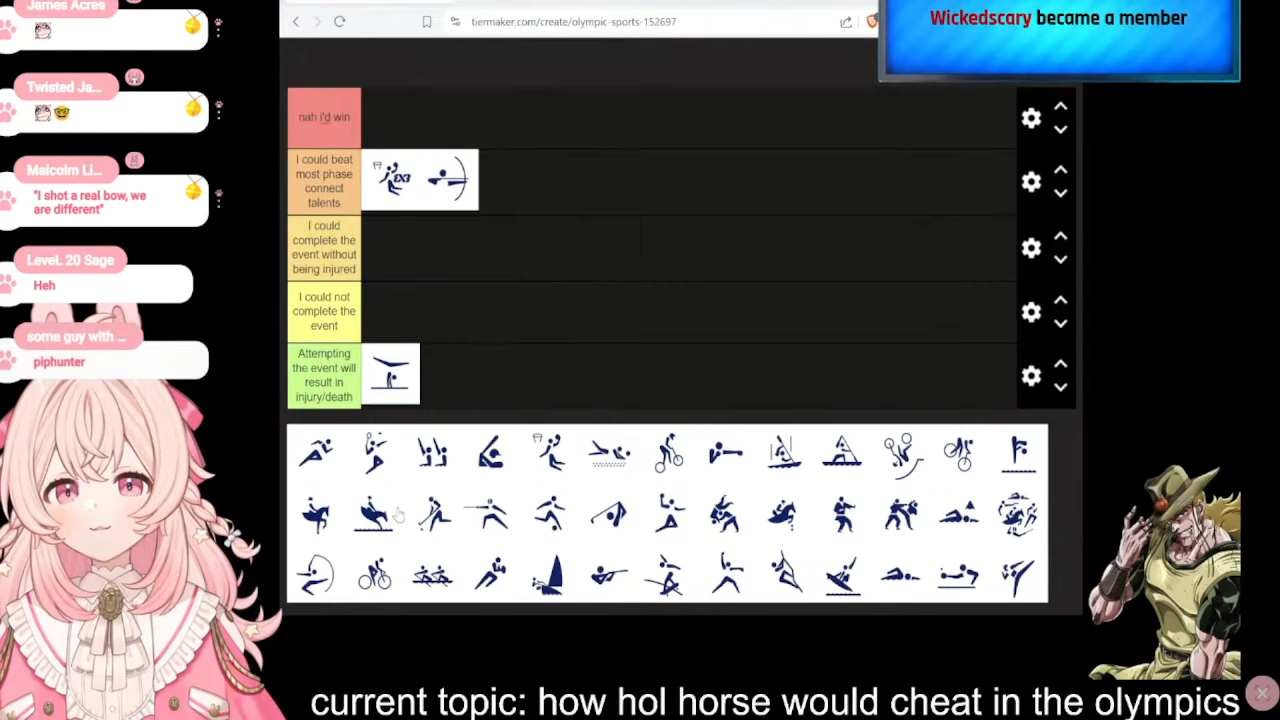 James Acres
Twisted Ja...
Malcolm Li...
"I shot a real bow, we
are different"
LeveL 20 Sage
Heh
some guy with ...
piphunter
tiermaker.com/create/olympic-sports-152697
Wickedscary became a member
nah i'd win
I could beat
most phase
connect
talents
3X3
I could
complete the
event without
being injured
I could not
complete the
event
Attempting
the event will
result in
injury/death
current topic: how hol horse would cheat in the olympics